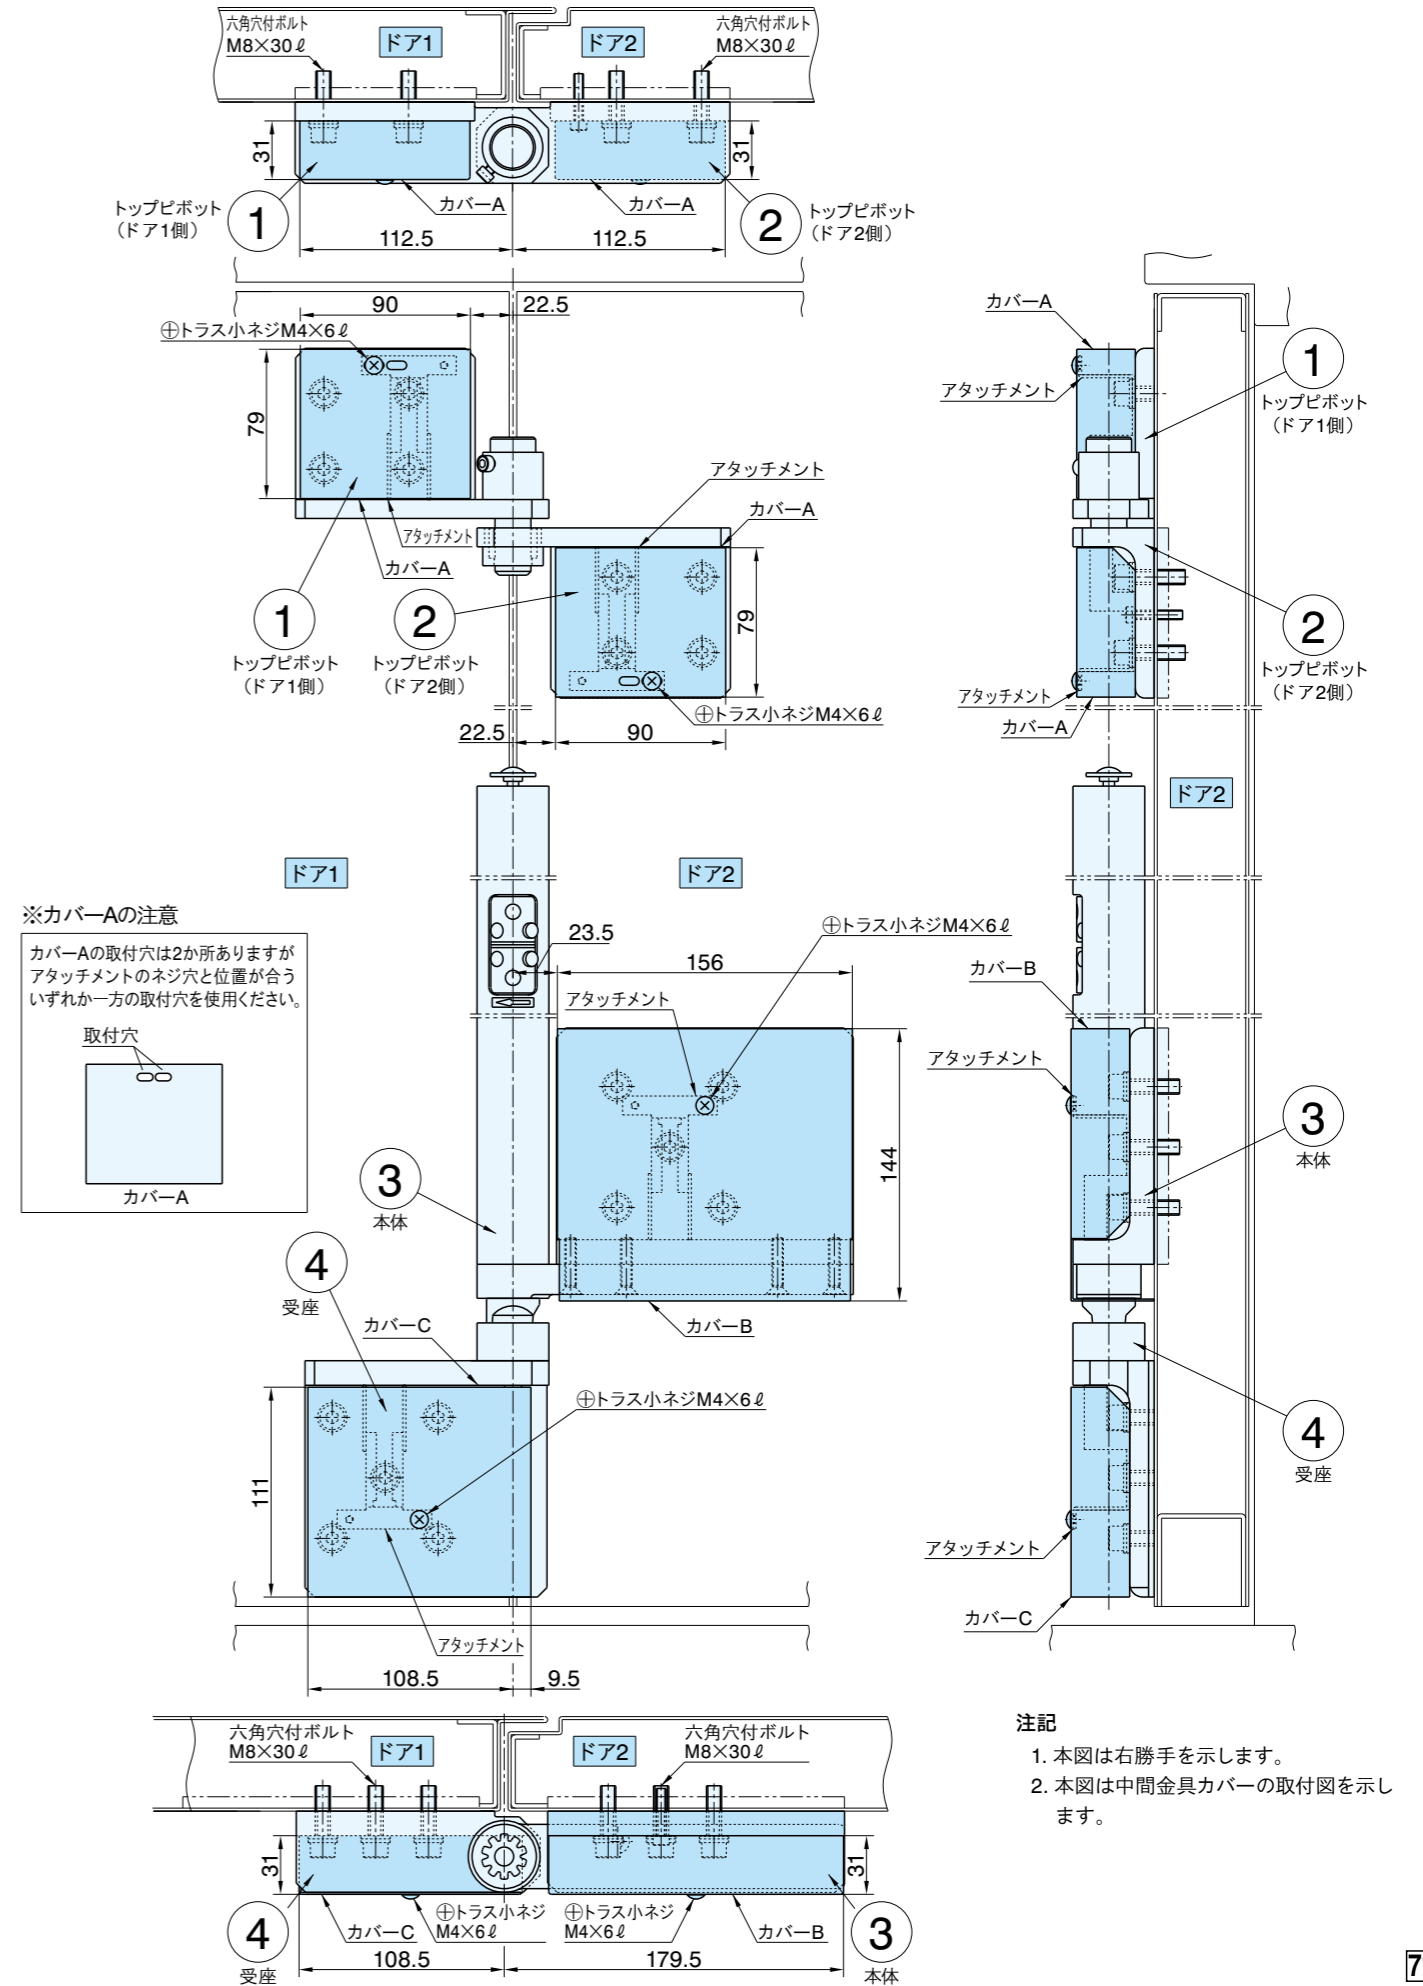 六角穴付ボルト
M8×30ℓ
ドア1
ドア2
六角穴付ボルト
M8×30ℓ
31
31
トップピボット
（ドア1側）
1
カバーA
カバーA
2
トップピボット
（ドア2側）
112.5
112.5
90
22.5
⊕トラス小ネジM4×6ℓ
79
アタッチメント
カバーA
アタッチメント
カバーA
1
トップピボット
（ドア1側）
2
トップピボット
（ドア2側）
79
⊕トラス小ネジM4×6ℓ
22.5
90
カバーA
アタッチメント
1
トップピボット
（ドア1側）
2
トップピボット
（ドア2側）
アタッチメント
カバーA
ドア2
ドア1
ドア2
※カバーAの注意
カバーAの取付穴は2か所ありますが
アタッチメントのネジ穴と位置が合う
いずれか一方の取付穴を使用ください。
取付穴
カバーA
⊕トラス小ネジM4×6ℓ
23.5
156
アタッチメント
144
3
本体
カバーB
4
受座
カバーC
⊕トラス小ネジM4×6ℓ
111
アタッチメント
108.5
9.5
カバーB
アタッチメント
3
本体
4
受座
アタッチメント
カバーC
六角穴付ボルト
M8×30ℓ
ドア1
ドア2
六角穴付ボルト
M8×30ℓ
31
31
4
受座
カバーC
⊕トラス小ネジ
M4×6ℓ
⊕トラス小ネジ
M4×6ℓ
カバーB
3
本体
108.5
179.5
注記
1. 本図は右勝手を示します。
2. 本図は中間金具カバーの取付図を示し
ます。
7